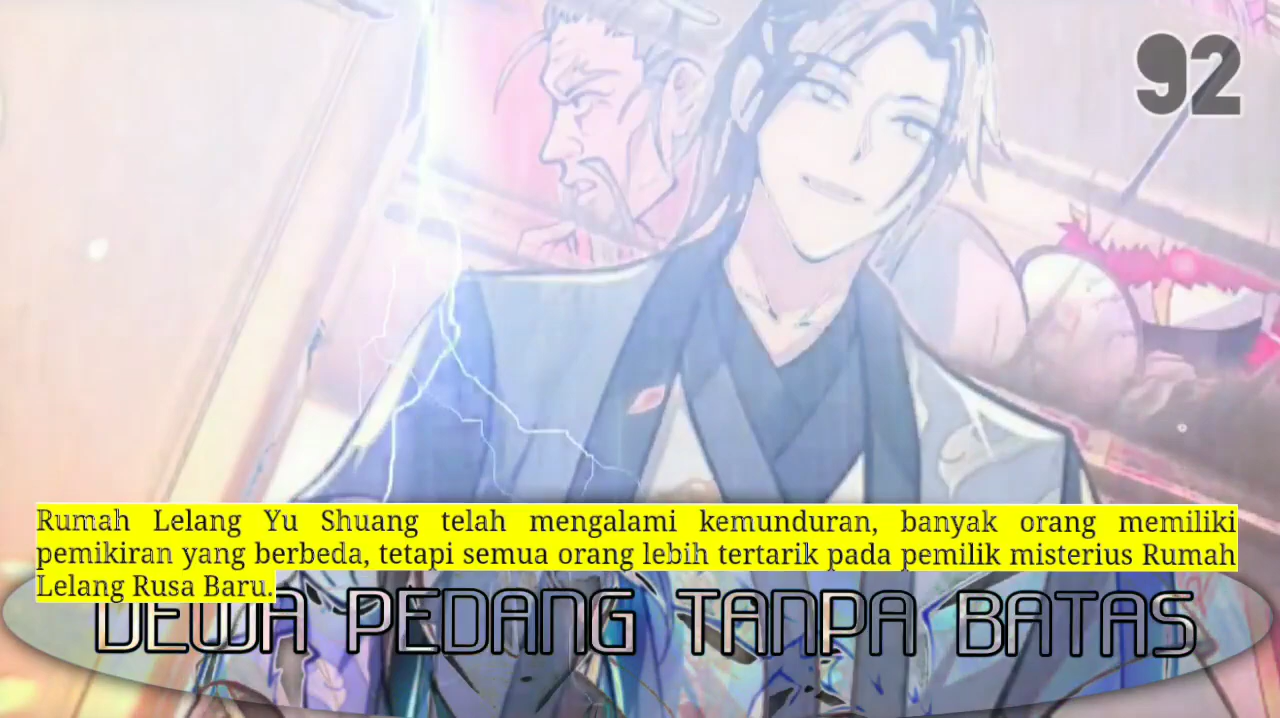 92
Rumah Lelang Yu Shuang telah mengalami kemunduran, banyak orang memiliki
pemikiran yang berbeda, tetapi semua orang lebih tertarik pada pemilik misterius Rumah
Lelang Rusa Baru.
DEWA PEDANG TANPA BATAS